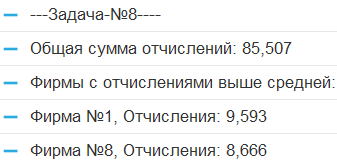 ---Задача-№8----
Общая сумма отчислений: 85,507
Фирмы с отчислениями выше средней:
Фирма №1, Отчисления: 9,593
Фирма №8, Отчисления: 8,666